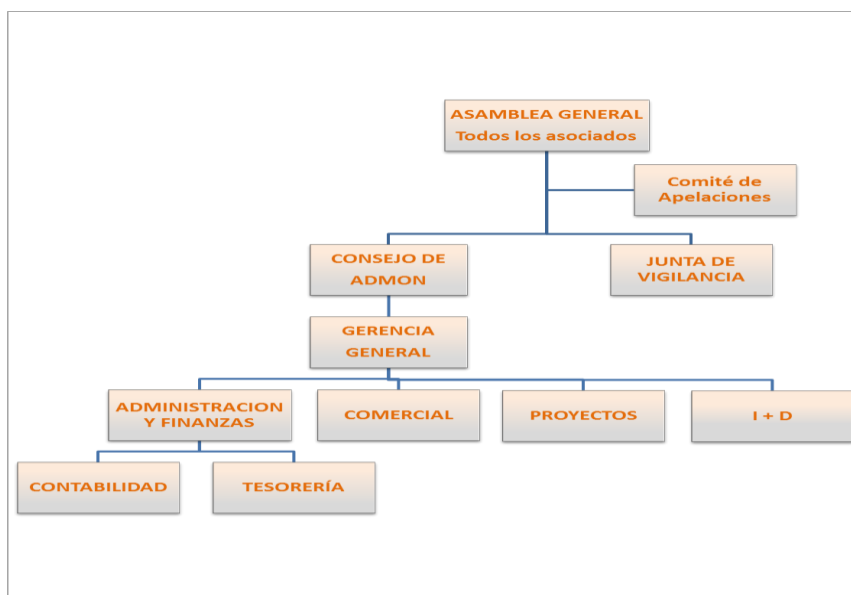 ASAMBLEA GENERAL
Todos los asociados
Comité de
Apelaciones
CONSEJO DE
ADMON
JUNTA DE
VIGILANCIA
GERENCIA
GENERAL
ADMINISTRACION
Y FINANZAS
COMERCIAL
PROYECTOS
I + D
CONTABILIDAD
TESORERÍA